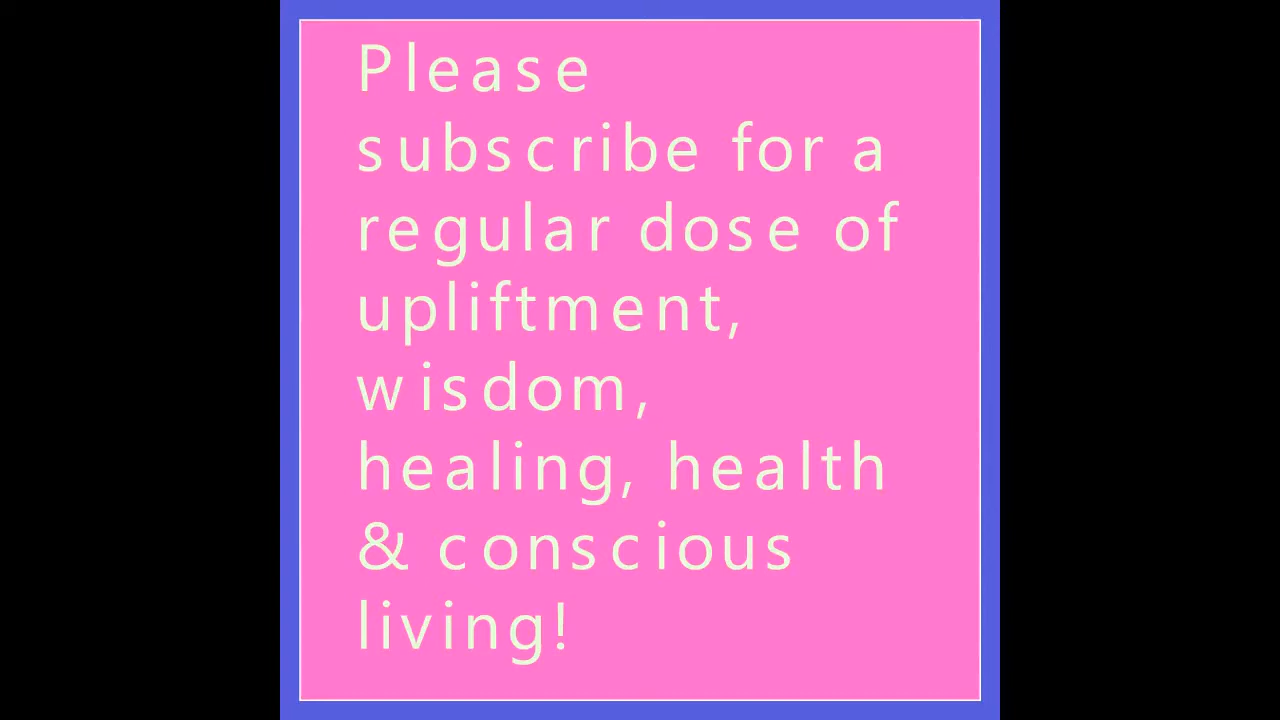 Please
subscribe for a
regular dose of
upliftment,
wisdom,
healing, health
& conscious
living!